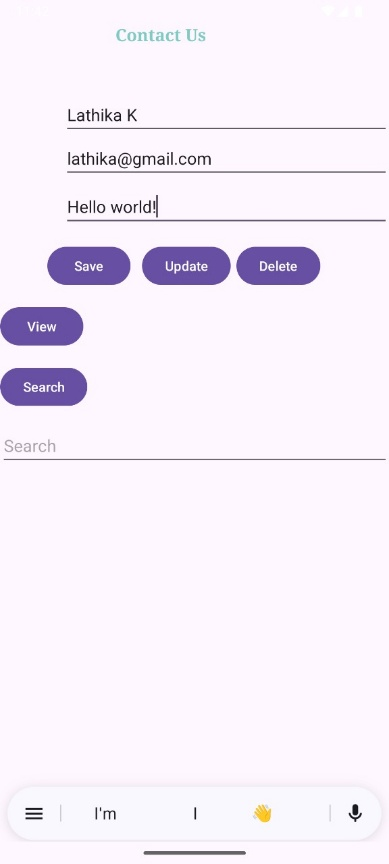 Contact Us
Lathika K
lathika@gmail.com
Hello world!
Save Update Delete
View
Search
Search
I'm I 👋